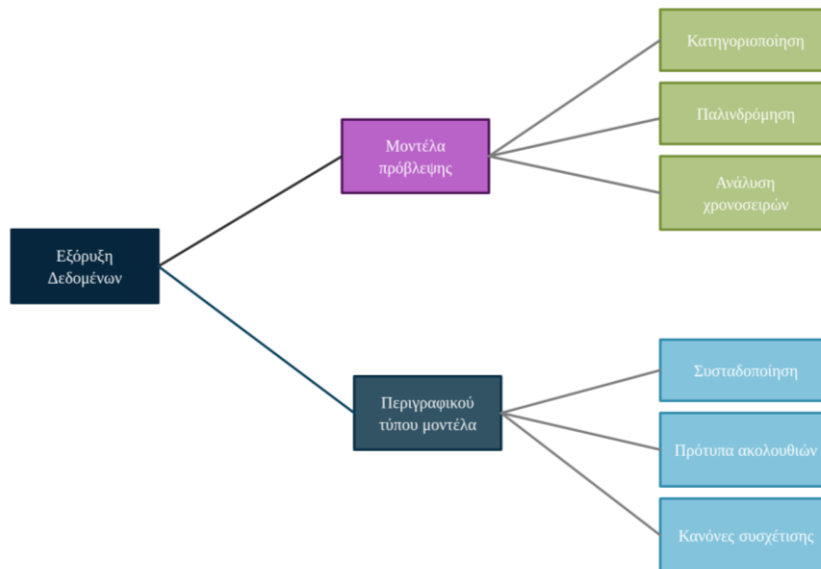 Κατηγοριοποίηση
Παλινδρόμηση
Ανάλυση
χρονοσειρών
Μοντέλα
πρόβλεψης
Εξόρυξη
Δεδομένων
Περιγραφικού
τύπου μοντέλα
Συσταδοποίηση
Πρότυπα ακολουθιών
Κανόνες συσχέτισης